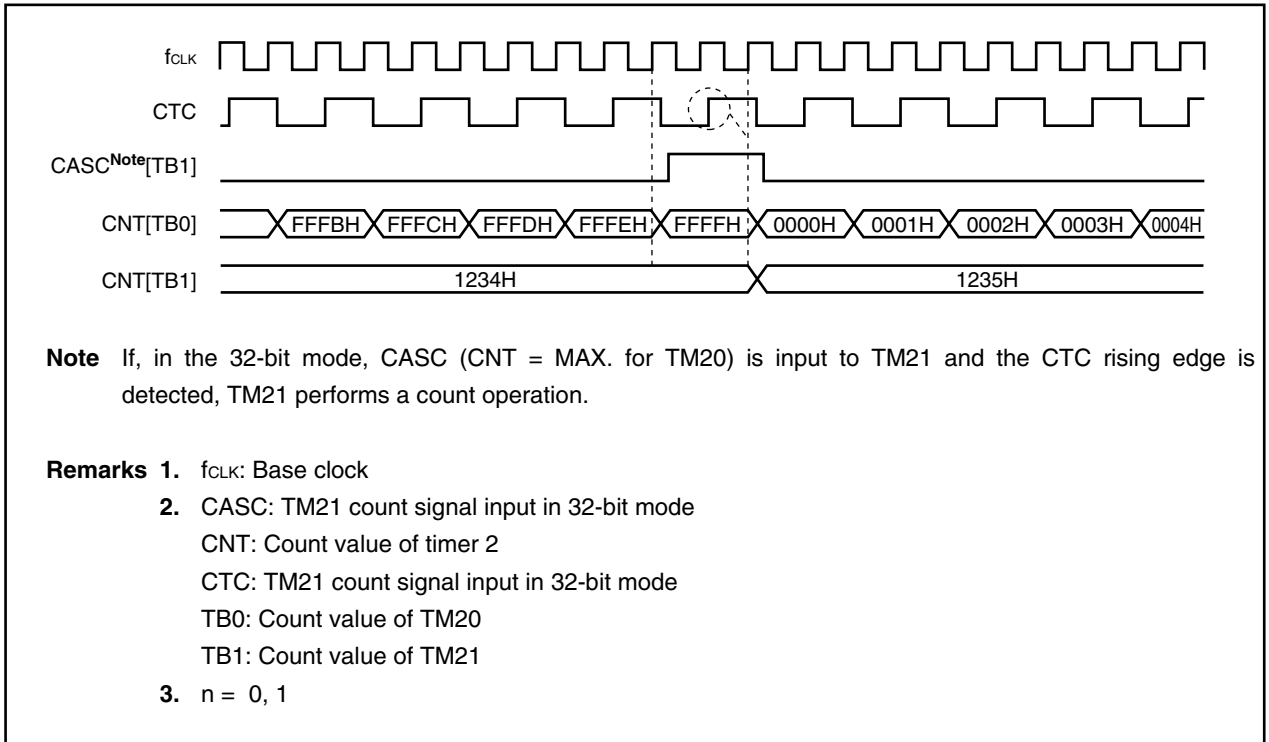 fCLK
CTC
CASCNote[TB1]
CNT[TB0] FFFBH FFFCH FFFDH FFFEH FFFFH 0000H 0001H 0002H 0003H 0004H
CNT[TB1] 1234H 1235H
Note If, in the 32-bit mode, CASC (CNT = MAX. for TM20) is input to TM21 and the CTC rising edge is
detected, TM21 performs a count operation.
Remarks 1. fCLK: Base clock
2. CASC: TM21 count signal input in 32-bit mode
CNT: Count value of timer 2
CTC: TM21 count signal input in 32-bit mode
TB0: Count value of TM20
TB1: Count value of TM21
3. n = 0, 1